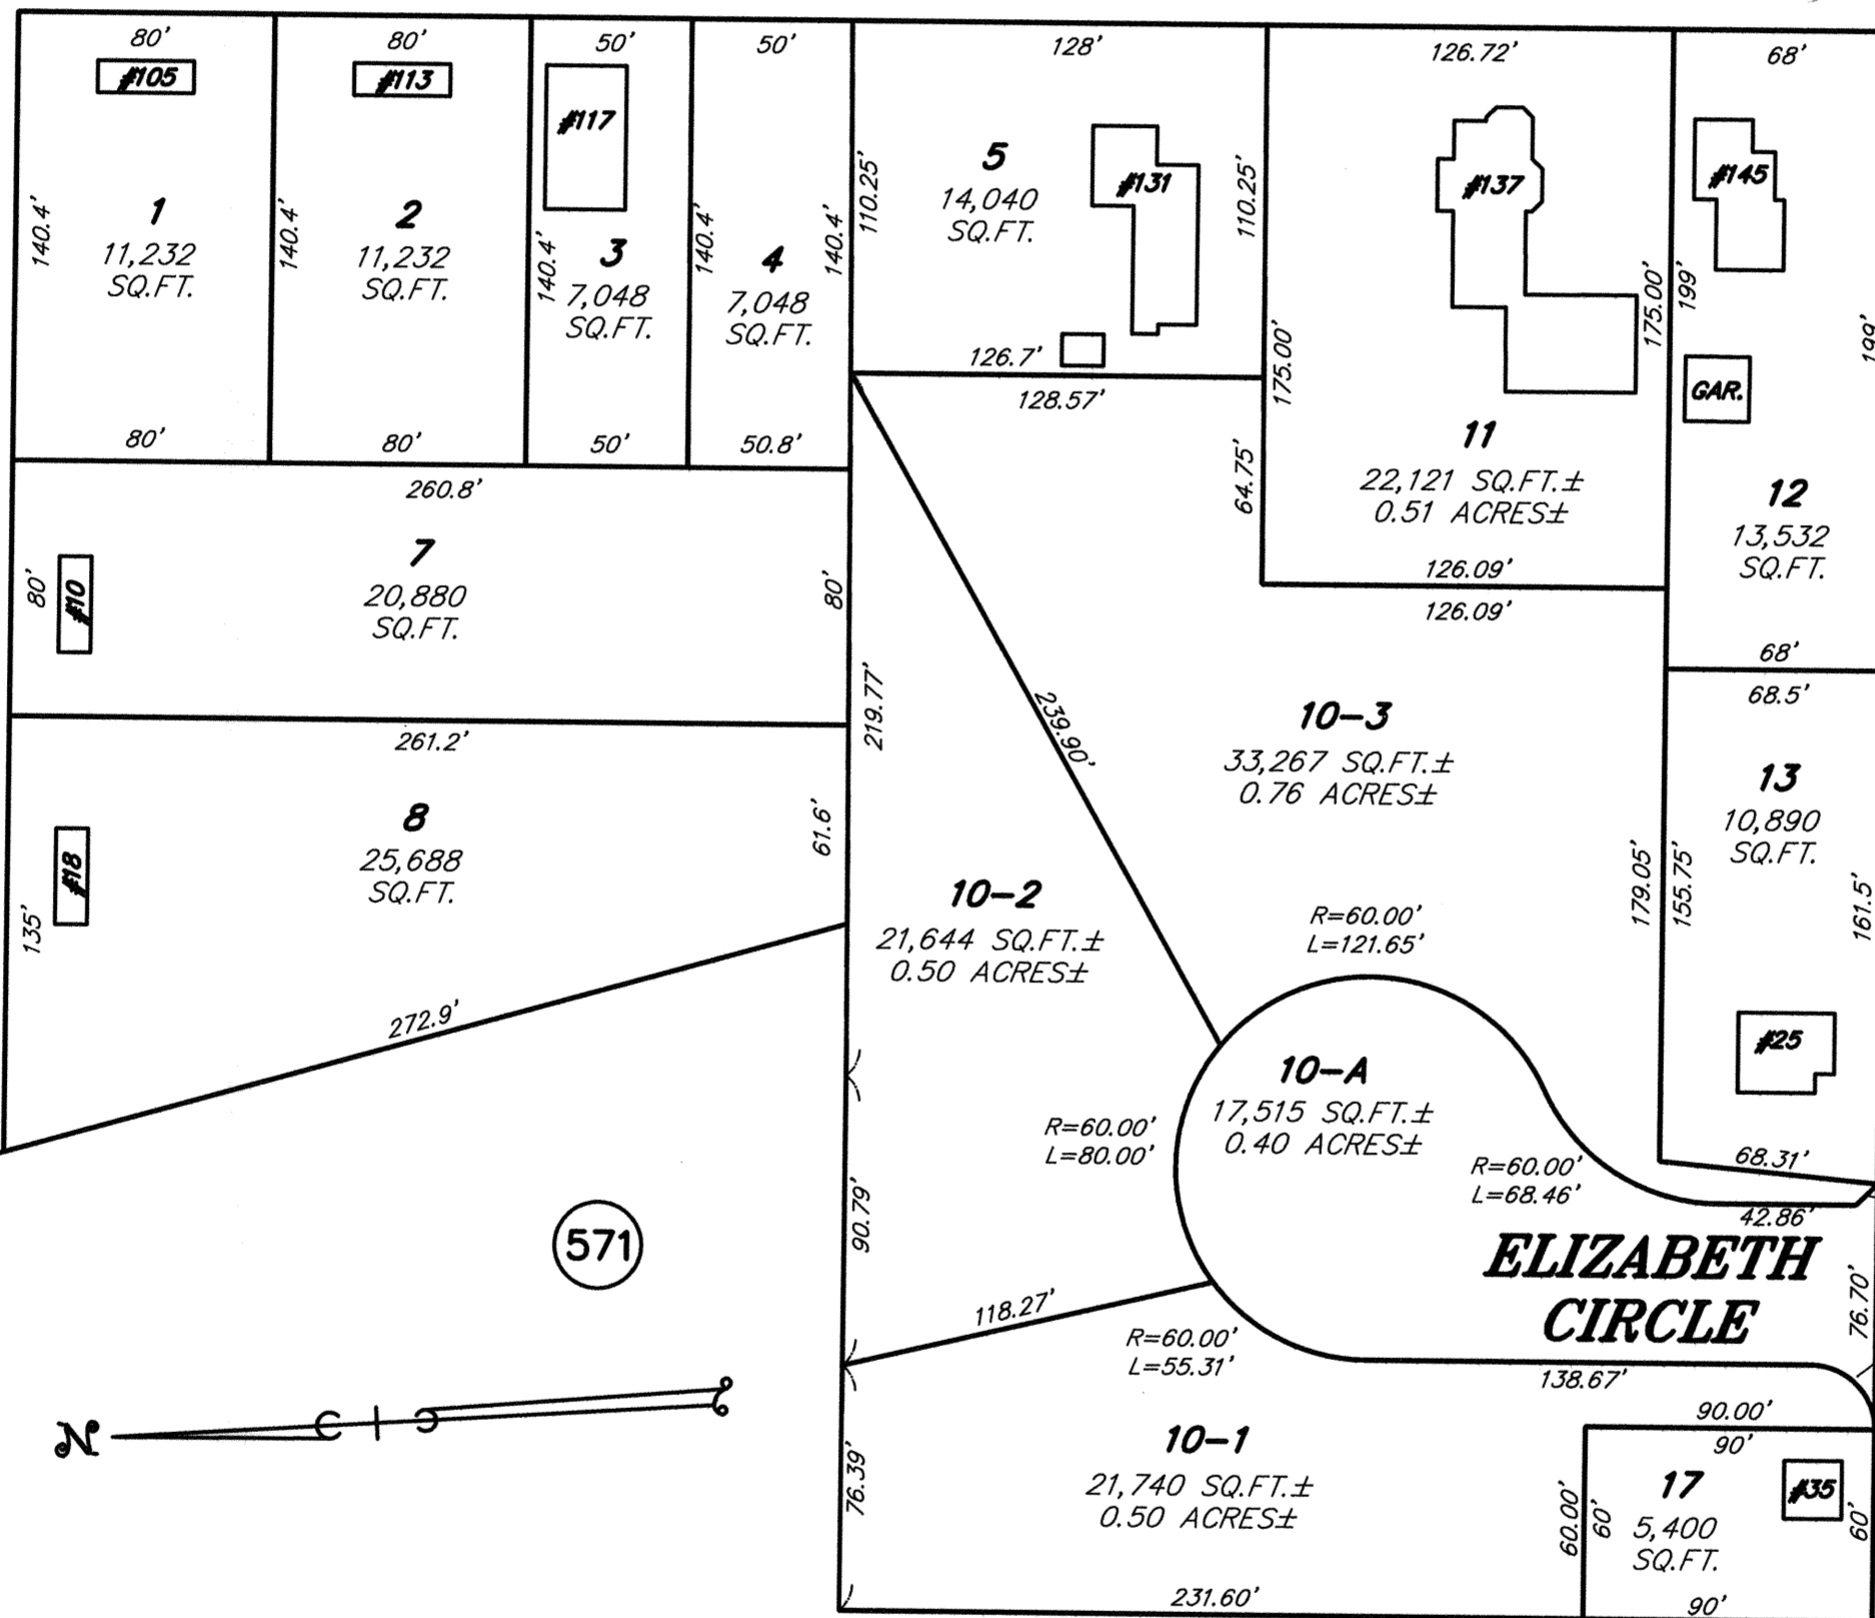 80'
80'
50'
50'
128'
126.72'
68'
#105
#113
#117
#131
#137
#145
140.4'
1
11,232
SQ.FT.
140.4'
2
11,232
SQ.FT.
140.4'
3
7,048
SQ.FT.
140.4'
4
7,048
SQ.FT.
140.4'
110.25'
5
14,040
SQ.FT.
110.25'
126.7'
128.57'
175.00'
64.75'
11
22,121 SQ.FT.±
0.51 ACRES±
175.00'
199'
199'
GAR.
12
13,532
SQ.FT.
126.09'
126.09'
68'
68.5'
80'
80'
50'
50.8'
260.8'
80'
#10
7
20,880
SQ.FT.
80'
261.2'
219.77'
239.90'
10-3
33,267 SQ.FT.±
0.76 ACRES±
13
10,890
SQ.FT.
179.05'
155.75'
161.5'
#18
8
25,688
SQ.FT.
61.6'
135'
272.9'
10-2
21,644 SQ.FT.±
0.50 ACRES±
R=60.00'
L=121.65'
#25
10-A
17,515 SQ.FT.±
0.40 ACRES±
R=60.00'
L=80.00'
R=60.00'
L=68.46'
68.31'
42.86'
90.79'
571
ELIZABETH
CIRCLE
76.70'
118.27'
R=60.00'
L=55.31'
138.67'
N
76.39'
10-1
21,740 SQ.FT.±
0.50 ACRES±
90.00'
90'
60.00'
60'
17
5,400
SQ.FT.
#35
60'
231.60'
90'